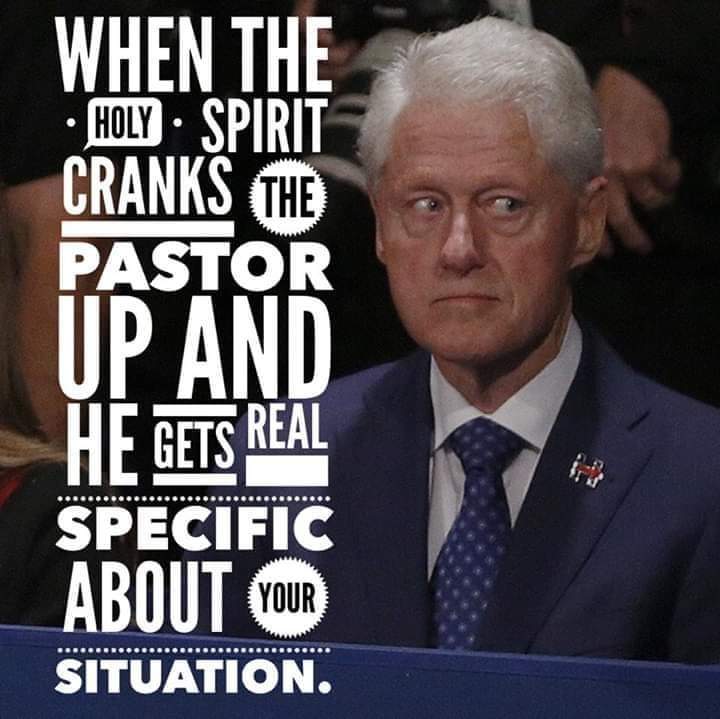 WHEN THE
HOLY SPIRIT
CRANKS THE
PASTOR
UP AND
HE GETS REAL
SPECIFIC
ABOUT YOUR
SITUATION.